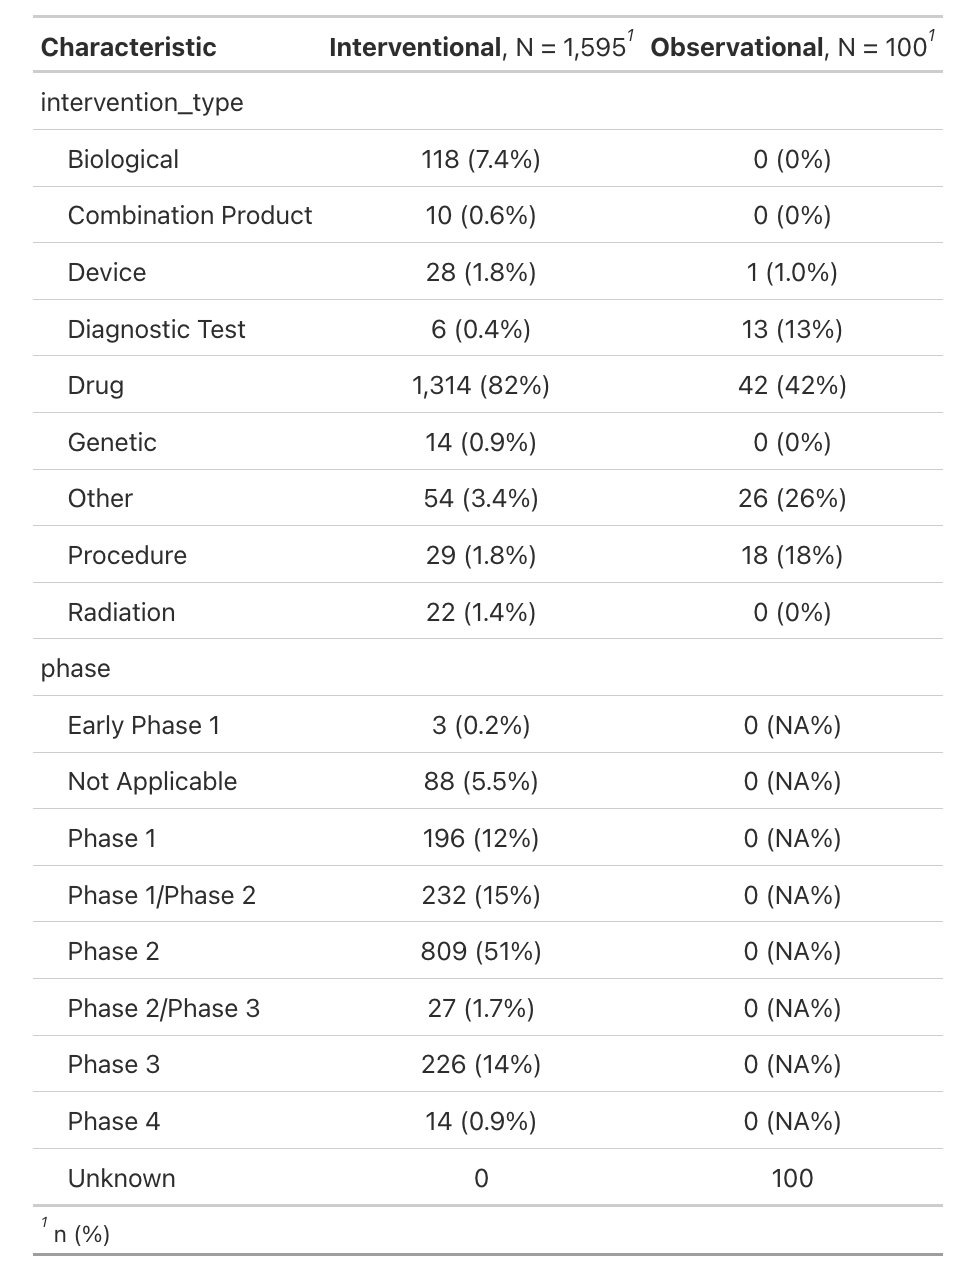 Characteristic Interventional, N = 1,595¹ Observational, N = 100¹
intervention_type
Biological 118 (7.4%) 0 (0%)
Combination Product 10 (0.6%) 0 (0%)
Device 28 (1.8%) 1 (1.0%)
Diagnostic Test 6 (0.4%) 13 (13%)
Drug 1,314 (82%) 42 (42%)
Genetic 14 (0.9%) 0 (0%)
Other 54 (3.4%) 26 (26%)
Procedure 29 (1.8%) 18 (18%)
Radiation 22 (1.4%) 0 (0%)
phase
Early Phase 1 3 (0.2%) 0 (NA%)
Not Applicable 88 (5.5%) 0 (NA%)
Phase 1 196 (12%) 0 (NA%)
Phase 1/Phase 2 232 (15%) 0 (NA%)
Phase 2 809 (51%) 0 (NA%)
Phase 2/Phase 3 27 (1.7%) 0 (NA%)
Phase 3 226 (14%) 0 (NA%)
Phase 4 14 (0.9%) 0 (NA%)
Unknown 0 100
¹ n (%)